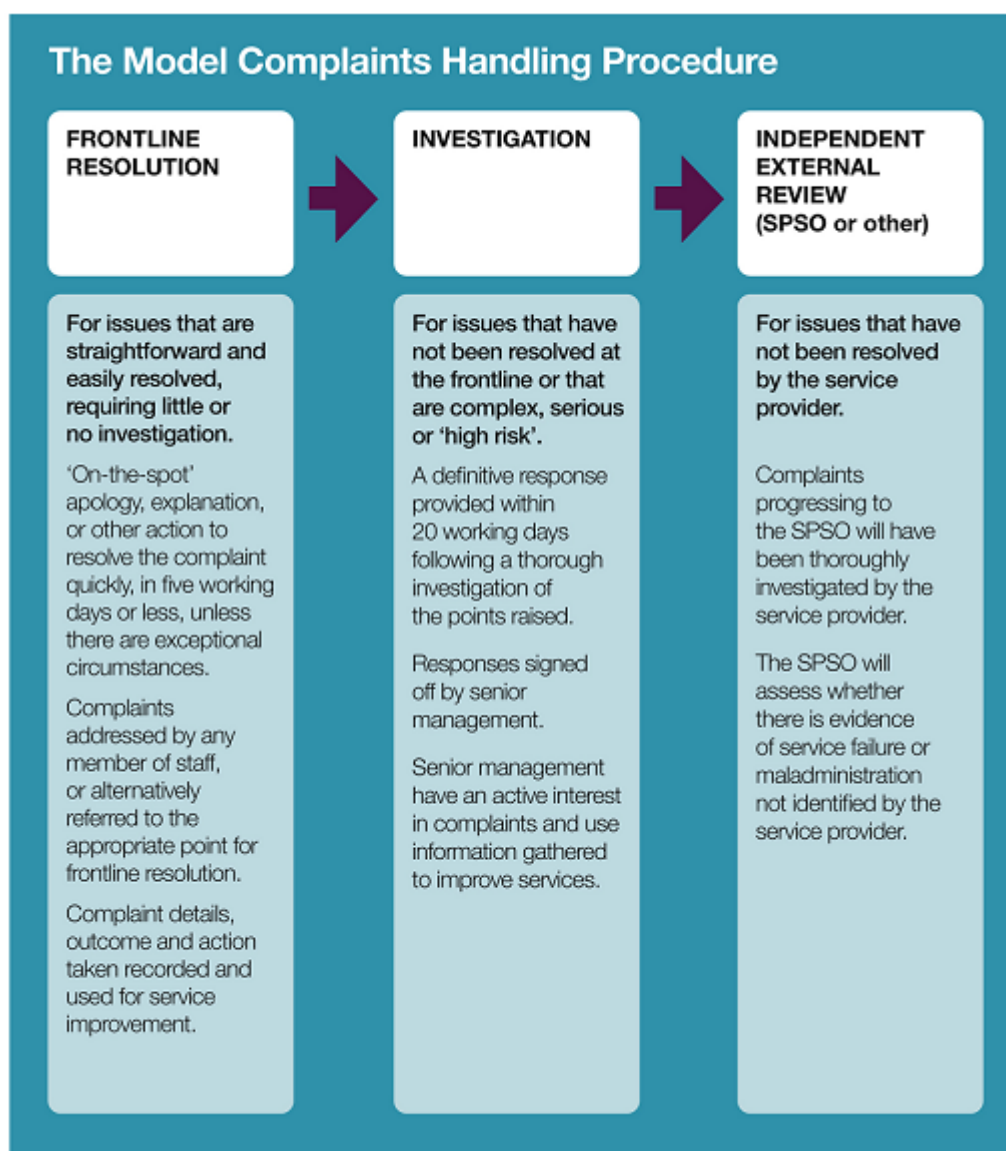 The Model Complaints Handling Procedure
FRONTLINE
RESOLUTION
INVESTIGATION
INDEPENDENT
EXTERNAL
REVIEW
(SPSO or other)
For issues that are
straightforward and
easily resolved,
requiring little or
no investigation.
‘On-the-spot’
apology, explanation,
or other action to
resolve the complaint
quickly, in five working
days or less, unless
there are exceptional
circumstances.
Complaints
addressed by any
member of staff,
or alternatively
referred to the
appropriate point for
frontline resolution.
Complaint details,
outcome and action
taken recorded and
used for service
improvement.
For issues that have
not been resolved at
the frontline or that
are complex, serious
or ‘high risk’.
A definitive response
provided within
20 working days
following a thorough
investigation of
the points raised.
Responses signed
off by senior
management.
Senior management
have an active interest
in complaints and use
information gathered
to improve services.
For issues that have
not been resolved
by the service
provider.
Complaints
progressing to
the SPSO will have
been thoroughly
investigated by the
service provider.
The SPSO will
assess whether
there is evidence
of service failure or
maladministration
not identified by the
service provider.